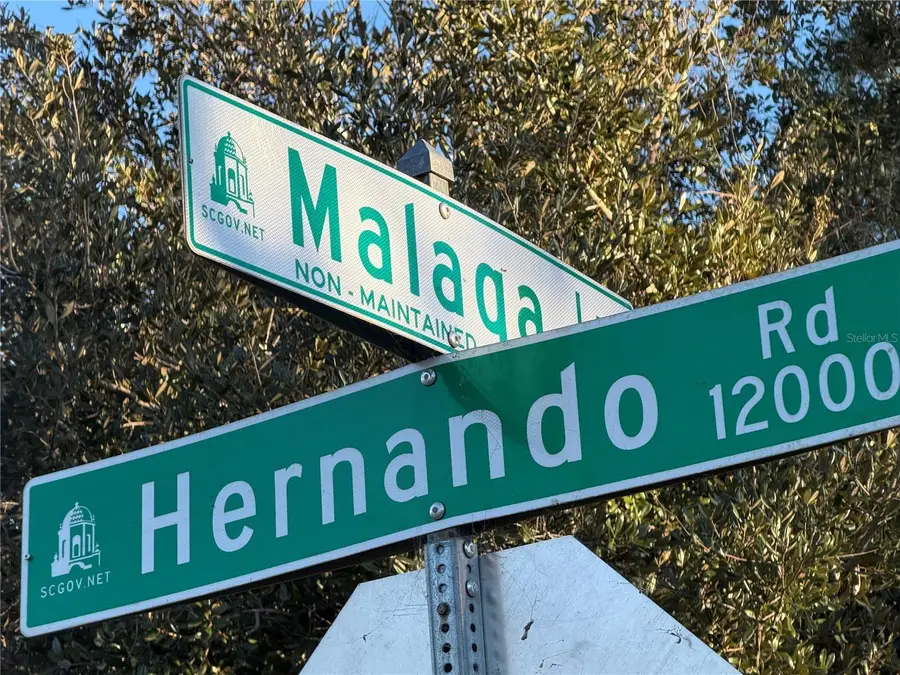 Malaga
NON - MAINTAINED
SCGOV.NET
Hernando Rd
12000
SCGOV.NET
Stellar MLS